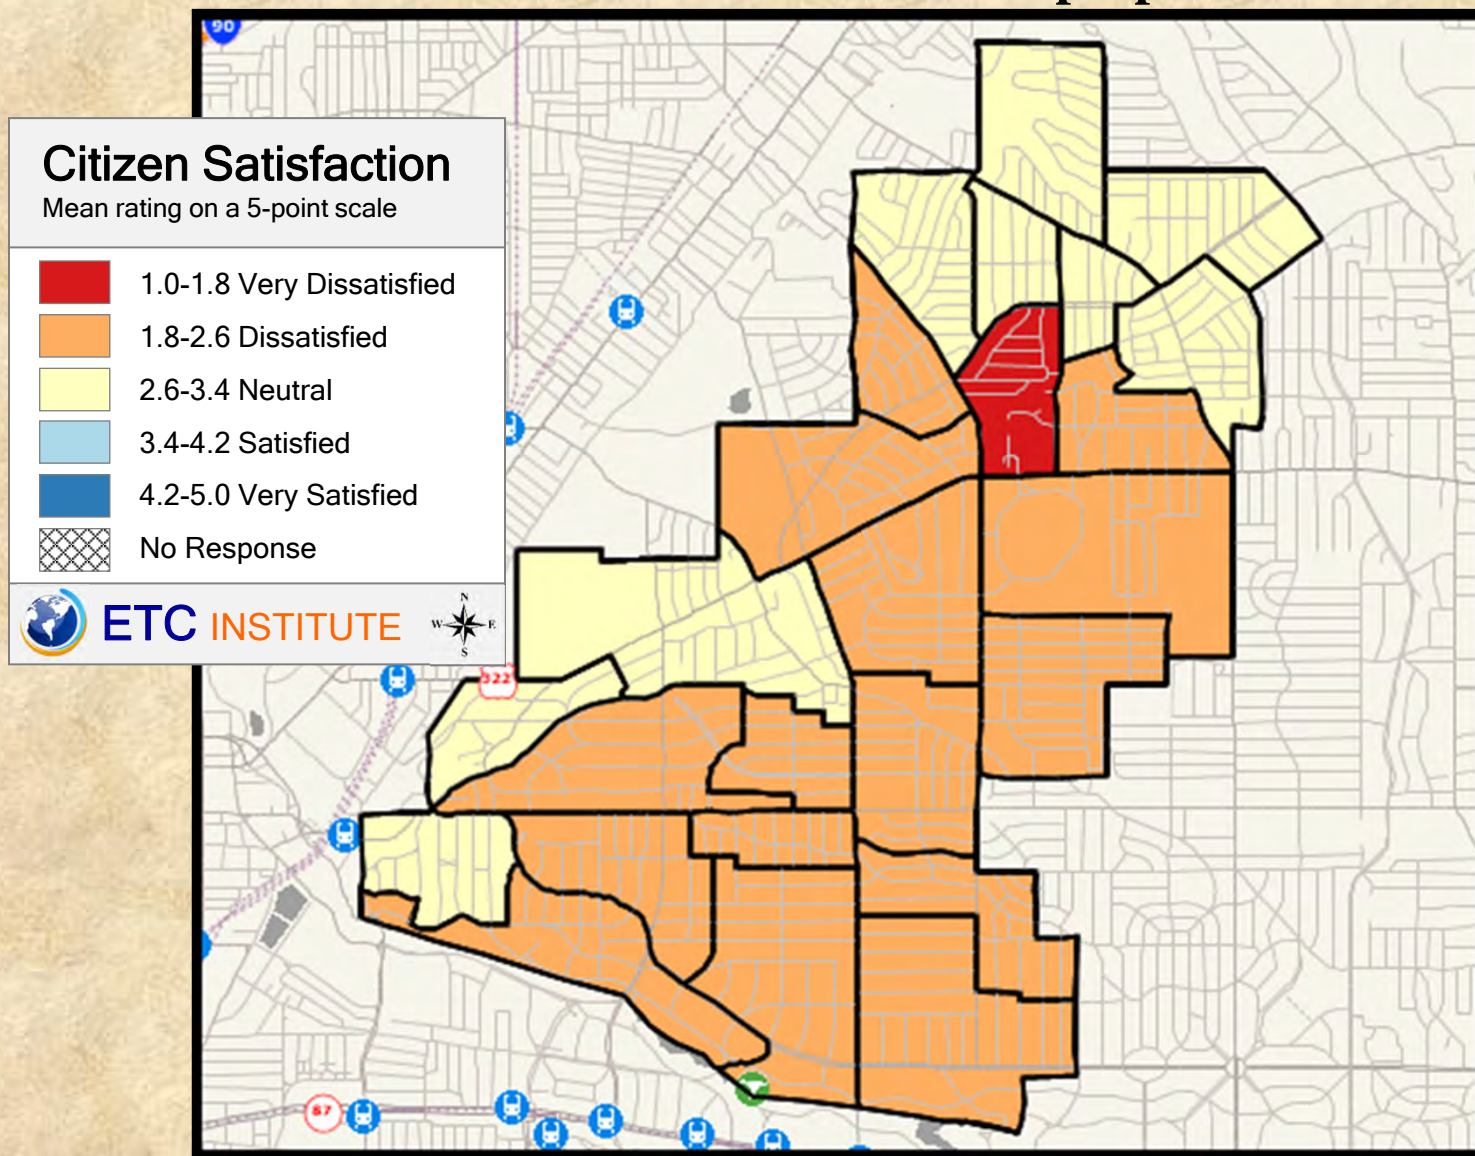 90
Citizen Satisfaction
Mean rating on a 5-point scale
1.0-1.8 Very Dissatisfied
1.8-2.6 Dissatisfied
2.6-3.4 Neutral
3.4-4.2 Satisfied
4.2-5.0 Very Satisfied
No Response
ETC INSTITUTE
N
W E
S
322
87